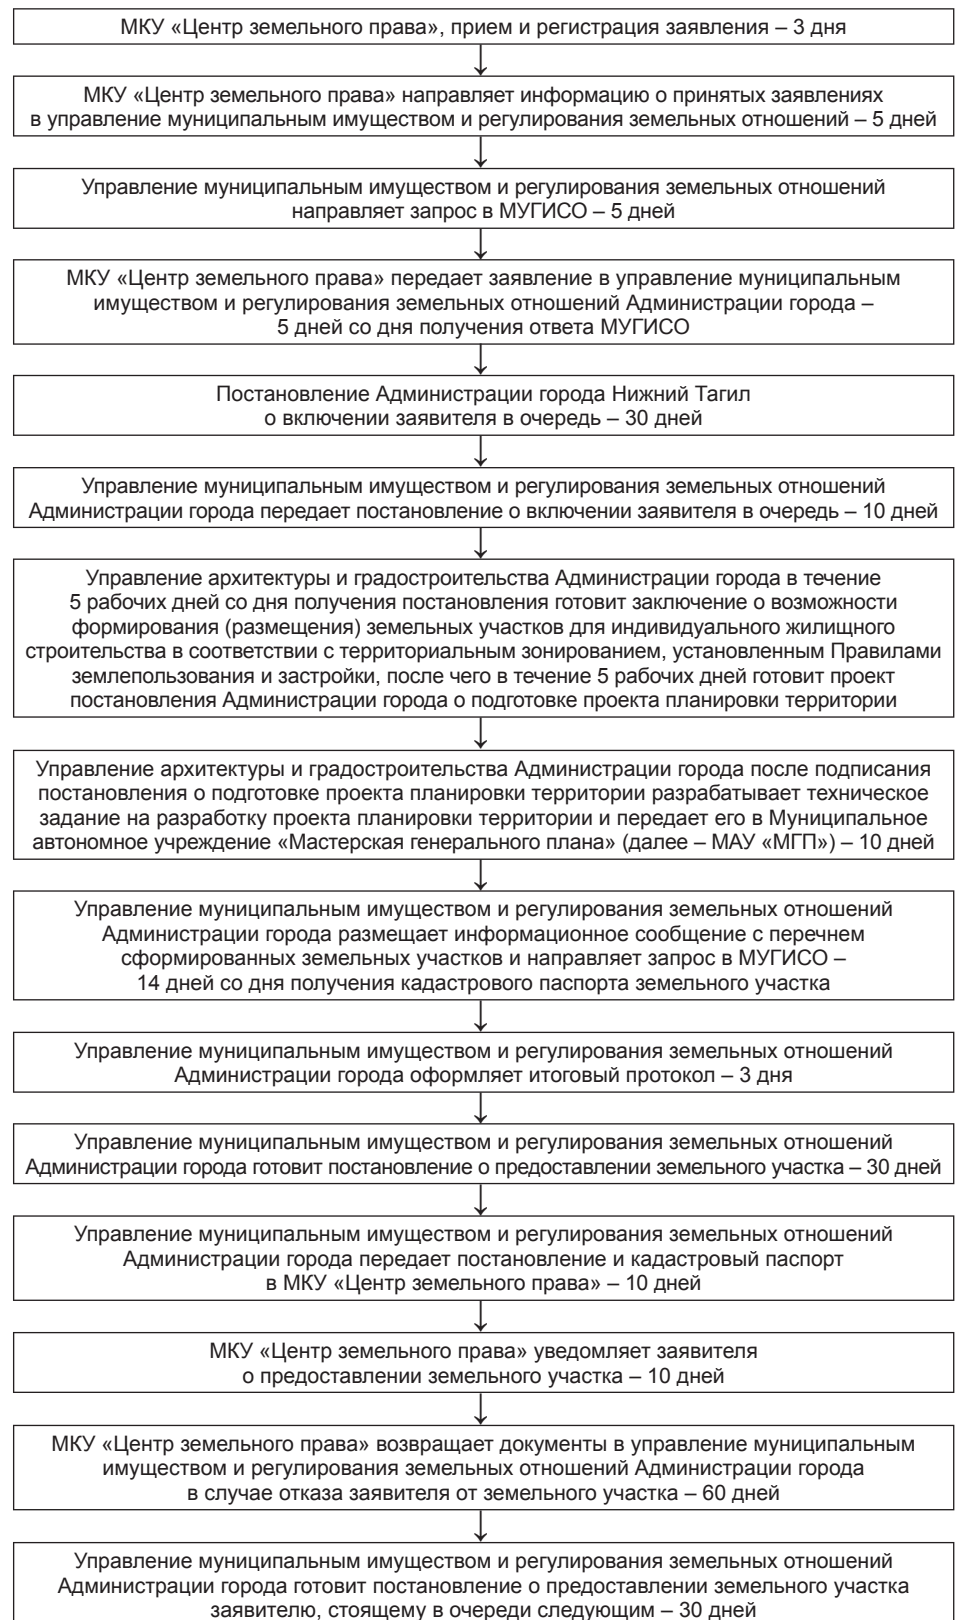 МКУ «Центр земельного права», прием и регистрация заявления – 3 дня
МКУ «Центр земельного права» направляет информацию о принятых заявлениях
в управление муниципальным имуществом и регулирования земельных отношений – 5 дней
Управление муниципальным имуществом и регулирования земельных отношений
направляет запрос в МУГИСО – 5 дней
МКУ «Центр земельного права» передает заявление в управление муниципальным
имуществом и регулирования земельных отношений Администрации города –
5 дней со дня получения ответа МУГИСО
Постановление Администрации города Нижний Тагил
о включении заявителя в очередь – 30 дней
Управление муниципальным имуществом и регулирования земельных отношений
Администрации города передает постановление о включении заявителя в очередь – 10 дней
Управление архитектуры и градостроительства Администрации города в течение
5 рабочих дней со дня получения постановления готовит заключение о возможности
формирования (размещения) земельных участков для индивидуального жилищного
строительства в соответствии с территориальным зонированием, установленным Правилами
землепользования и застройки, после чего в течение 5 рабочих дней готовит проект
постановления Администрации города о подготовке проекта планировки территории
Управление архитектуры и градостроительства Администрации города после подписания
постановления о подготовке проекта планировки территории разрабатывает техническое
задание на разработку проекта планировки территории и передает его в Муниципальное
автономное учреждение «Мастерская генерального плана» (далее – МАУ «МГП») – 10 дней
Управление муниципальным имуществом и регулирования земельных отношений
Администрации города размещает информационное сообщение с перечнем
сформированных земельных участков и направляет запрос в МУГИСО –
14 дней со дня получения кадастрового паспорта земельного участка
Управление муниципальным имуществом и регулирования земельных отношений
Администрации города оформляет итоговый протокол – 3 дня
Управление муниципальным имуществом и регулирования земельных отношений
Администрации города готовит постановление о предоставлении земельного участка – 30 дней
Управление муниципальным имуществом и регулирования земельных отношений
Администрации города передает постановление и кадастровый паспорт
в МКУ «Центр земельного права» – 10 дней
МКУ «Центр земельного права» уведомляет заявителя
о предоставлении земельного участка – 10 дней
МКУ «Центр земельного права» возвращает документы в управление муниципальным
имуществом и регулирования земельных отношений Администрации города
в случае отказа заявителя от земельного участка – 60 дней
Управление муниципальным имуществом и регулирования земельных отношений
Администрации города готовит постановление о предоставлении земельного участка
заявителю, стоящему в очереди следующим – 30 дней